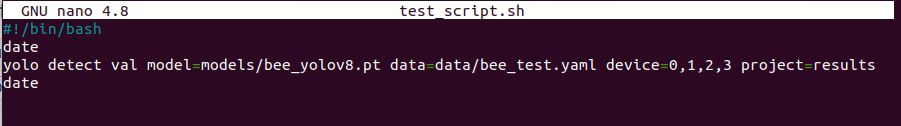 GNU nano 4.8 test_script.sh
#!/bin/bash
date
yolo detect val model=models/bee_yolov8.pt data=data/bee_test.yaml device=0,1,2,3 project=results
date